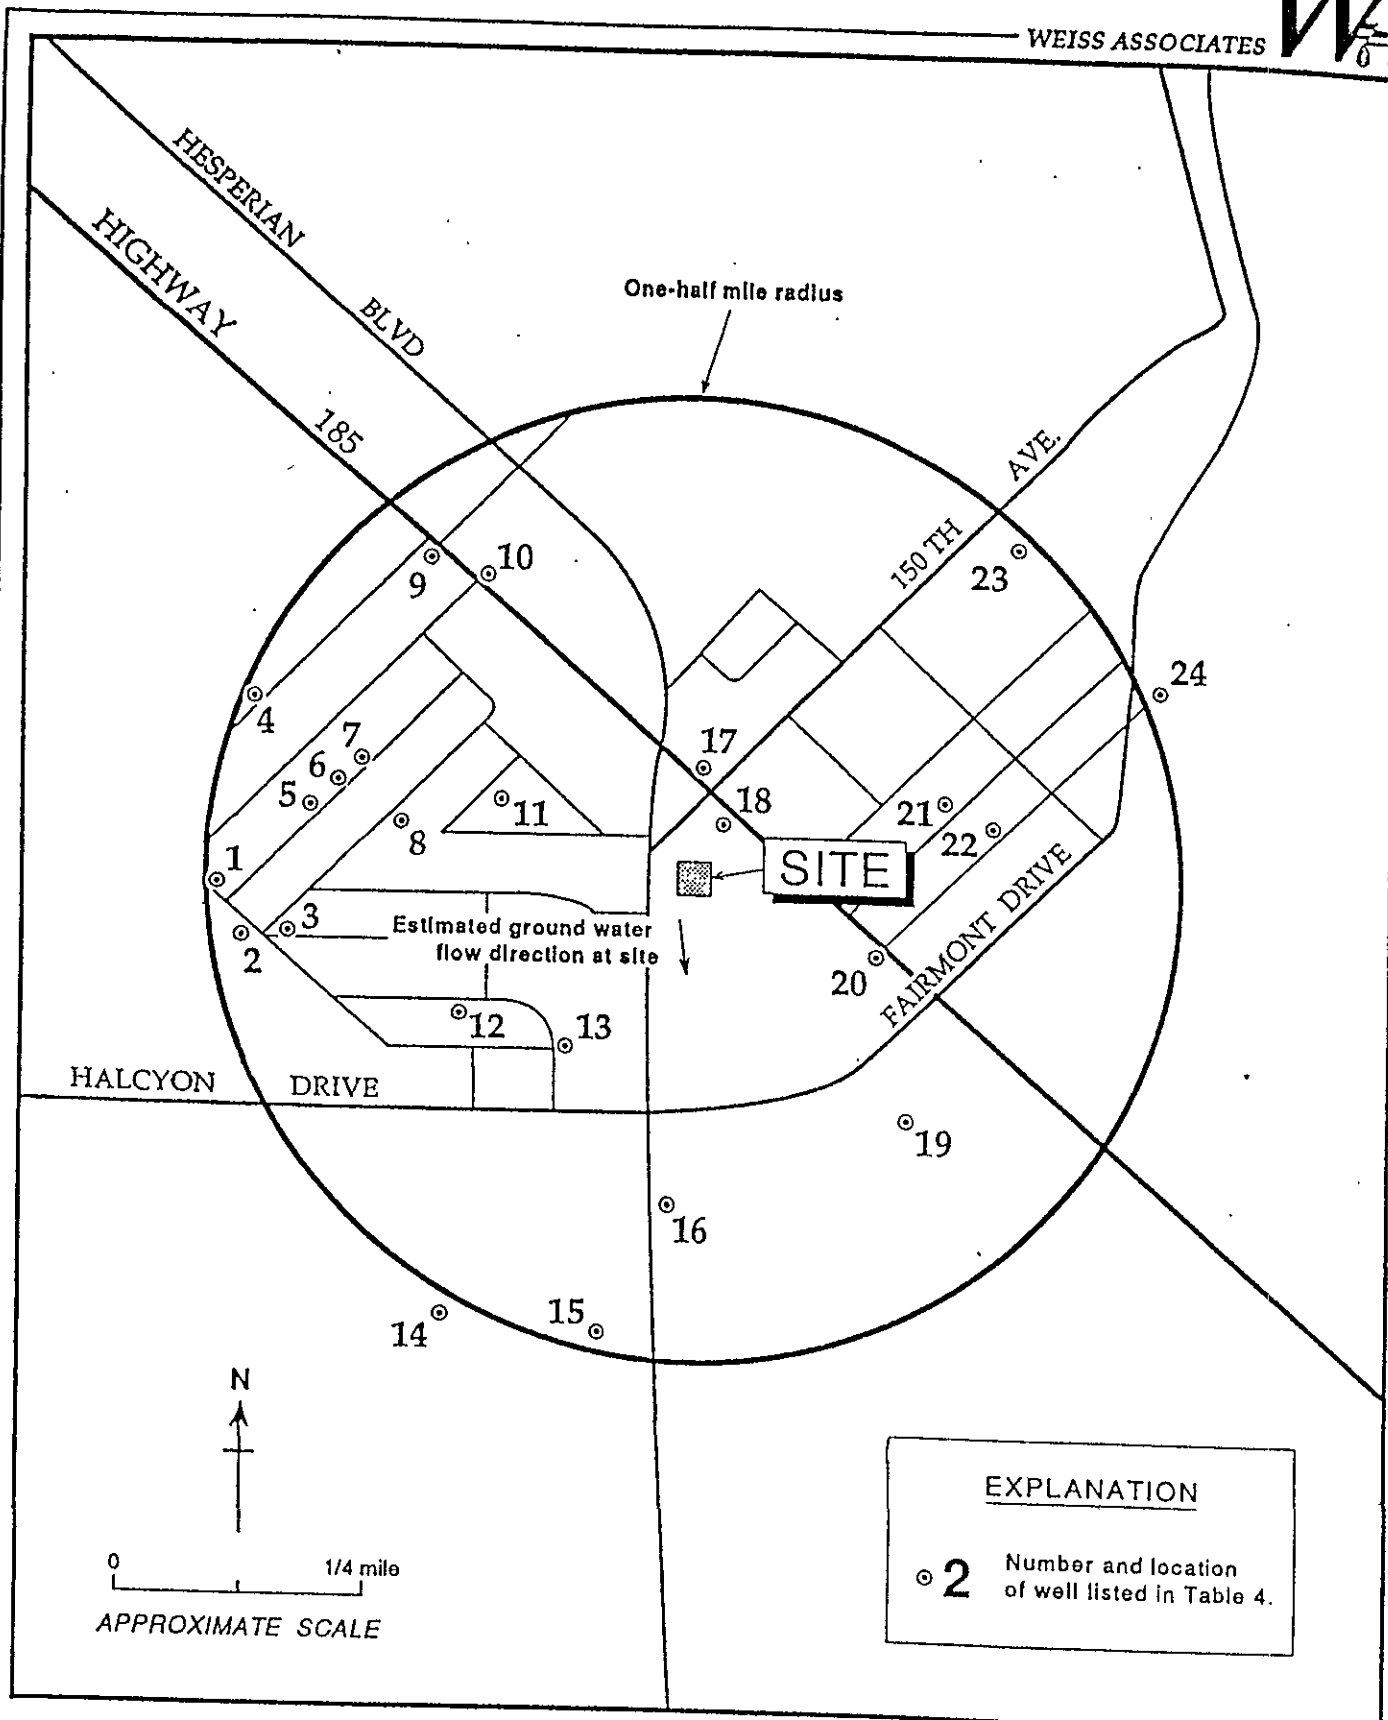 WEISS ASSOCIATES
W
HESPERIAN
BLVD
HIGHWAY
185
One-half mile radius
150 TH
AVE.
9
10
23
24
4
7
6
5
17
18
21
22
11
8
1
SITE
3
2
Estimated ground water
flow direction at site
20
FAIRMONT DRIVE
12
13
HALCYON DRIVE
19
16
14
15
N
0 1/4 mile
APPROXIMATE SCALE
EXPLANATION
2 Number and location
of well listed in Table 4.